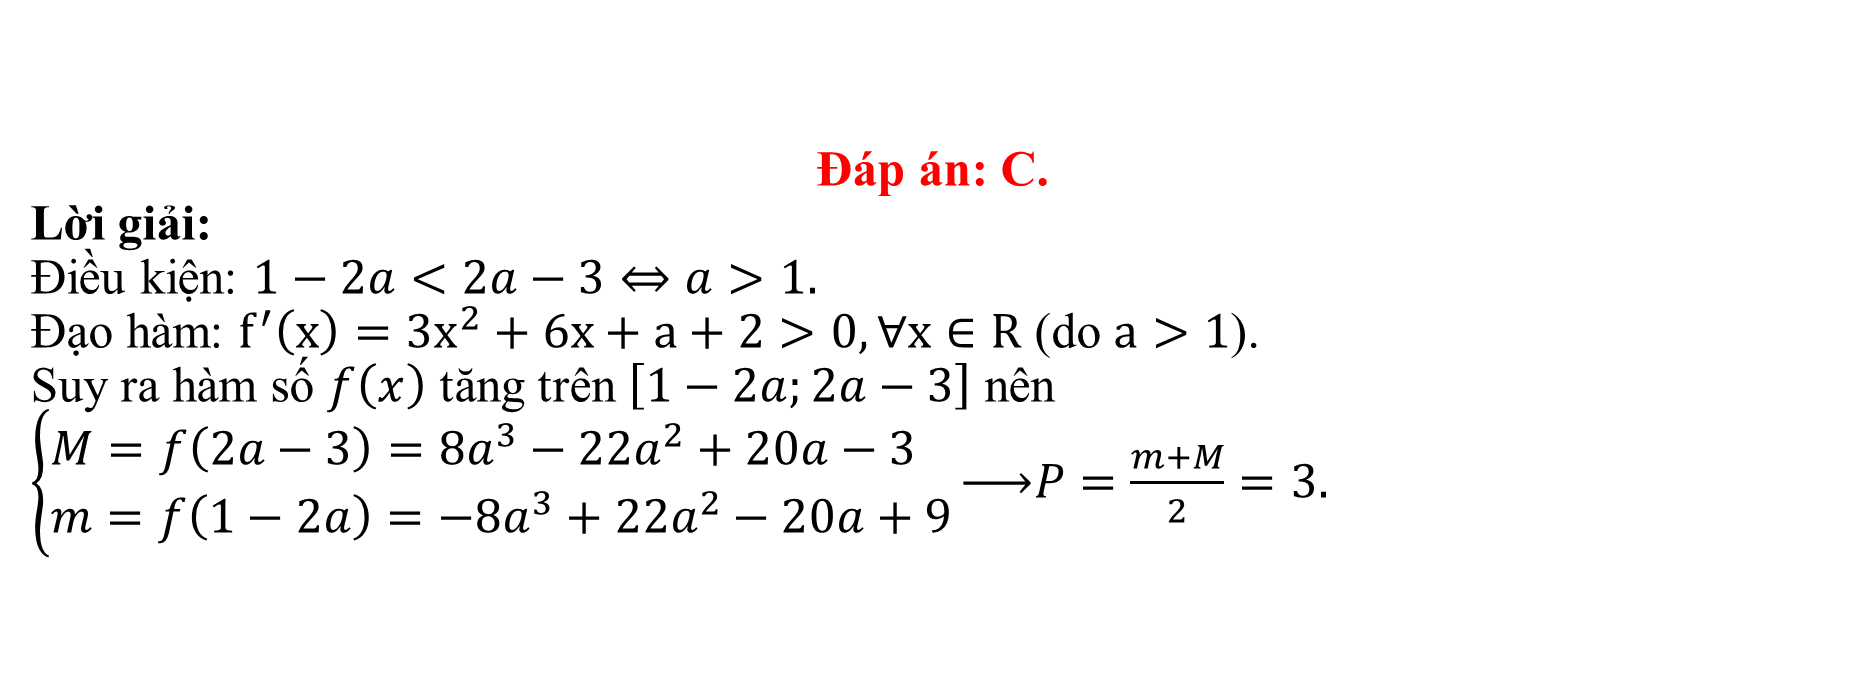 Đáp án: C.
Lời giải:
Điều kiện: 1 − 2a < 2a − 3 ⇔ a > 1.
Đạo hàm: f′(x) = 3x² + 6x + a + 2 > 0, ∀x ∈ R (do a > 1).
Suy ra hàm số f(x) tăng trên [1 − 2a; 2a − 3] nên
{M = f(2a − 3) = 8a³ − 22a² + 20a − 3
m = f(1 − 2a) = −8a³ + 22a² − 20a + 9 ⟶ P = (m+M)/2 = 3.